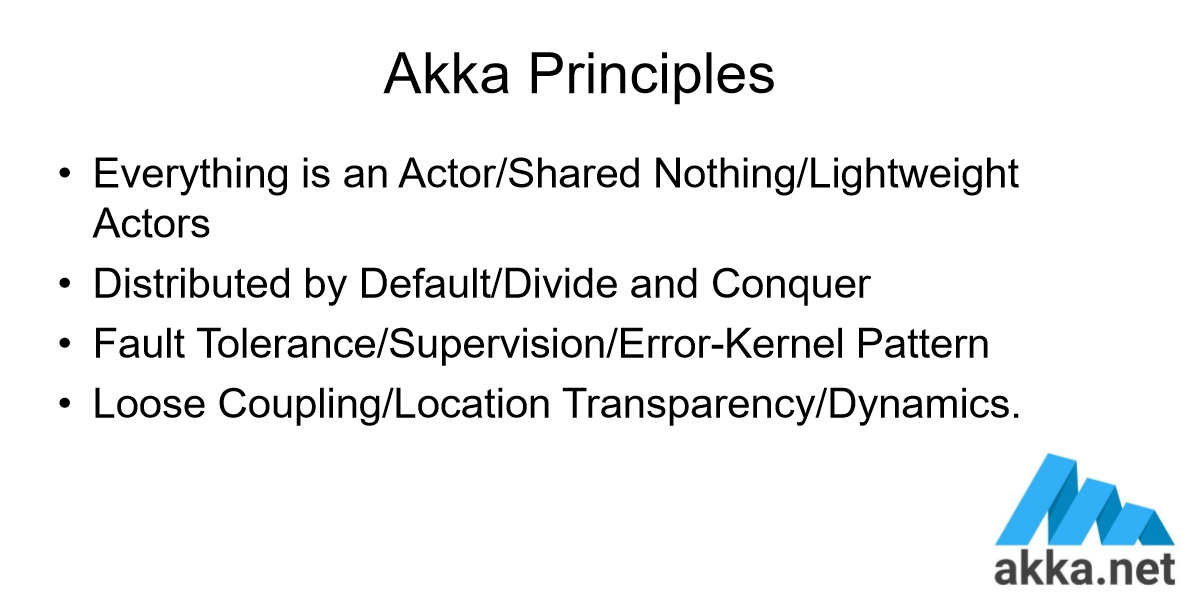 Akka Principles
• Everything is an Actor/Shared Nothing/Lightweight
Actors
• Distributed by Default/Divide and Conquer
• Fault Tolerance/Supervision/Error-Kernel Pattern
• Loose Coupling/Location Transparency/Dynamics.
akka.net